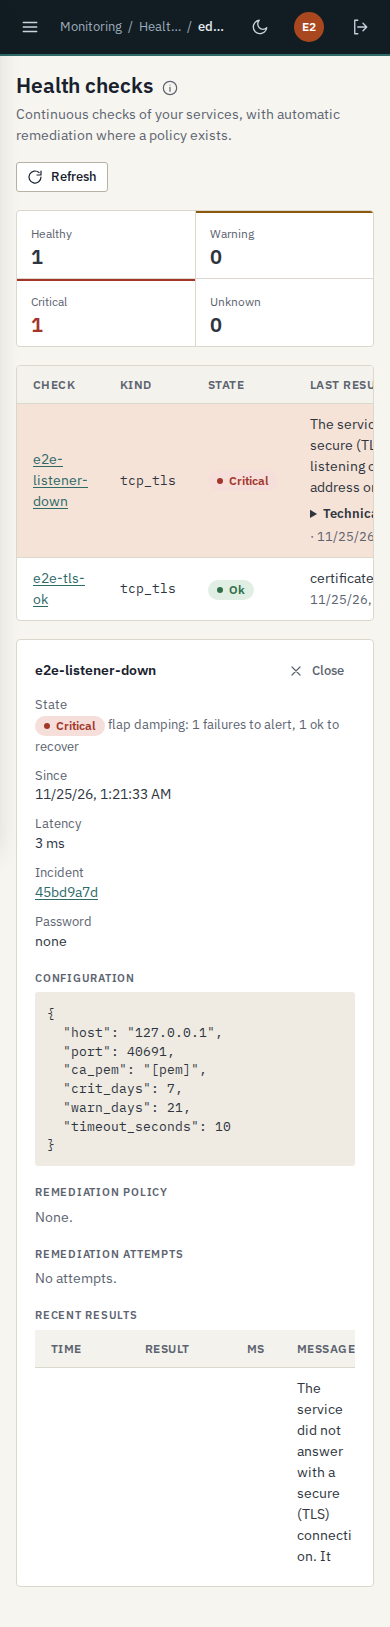 Monitoring / Healt... / ed... E2
Health checks
Continuous checks of your services, with automatic
remediation where a policy exists.
Refresh
Healthy
1
Warning
0
Critical
1
Unknown
0
CHECK KIND STATE LAST RESU
e2e-
listener-
down
tcp_tls
Critical
The servic
secure (TL
listening o
address or
Technica
· 11/25/26
e2e-tls-
ok
tcp_tls
Ok
certificate
11/25/26,
e2e-listener-down
Close
State
Critical flap damping: 1 failures to alert, 1 ok to
recover
Since
11/25/26, 1:21:33 AM
Latency
3 ms
Incident
45bd9a7d
Password
none
CONFIGURATION
{
"host": "127.0.0.1",
"port": 40691,
"ca_pem": "[pem]",
"crit_days": 7,
"warn_days": 21,
"timeout_seconds": 10
}
REMEDIATION POLICY
None.
REMEDIATION ATTEMPTS
No attempts.
RECENT RESULTS
TIME RESULT MS MESSAGE
The
service
did not
answer
with a
secure
(TLS)
connecti
on. It